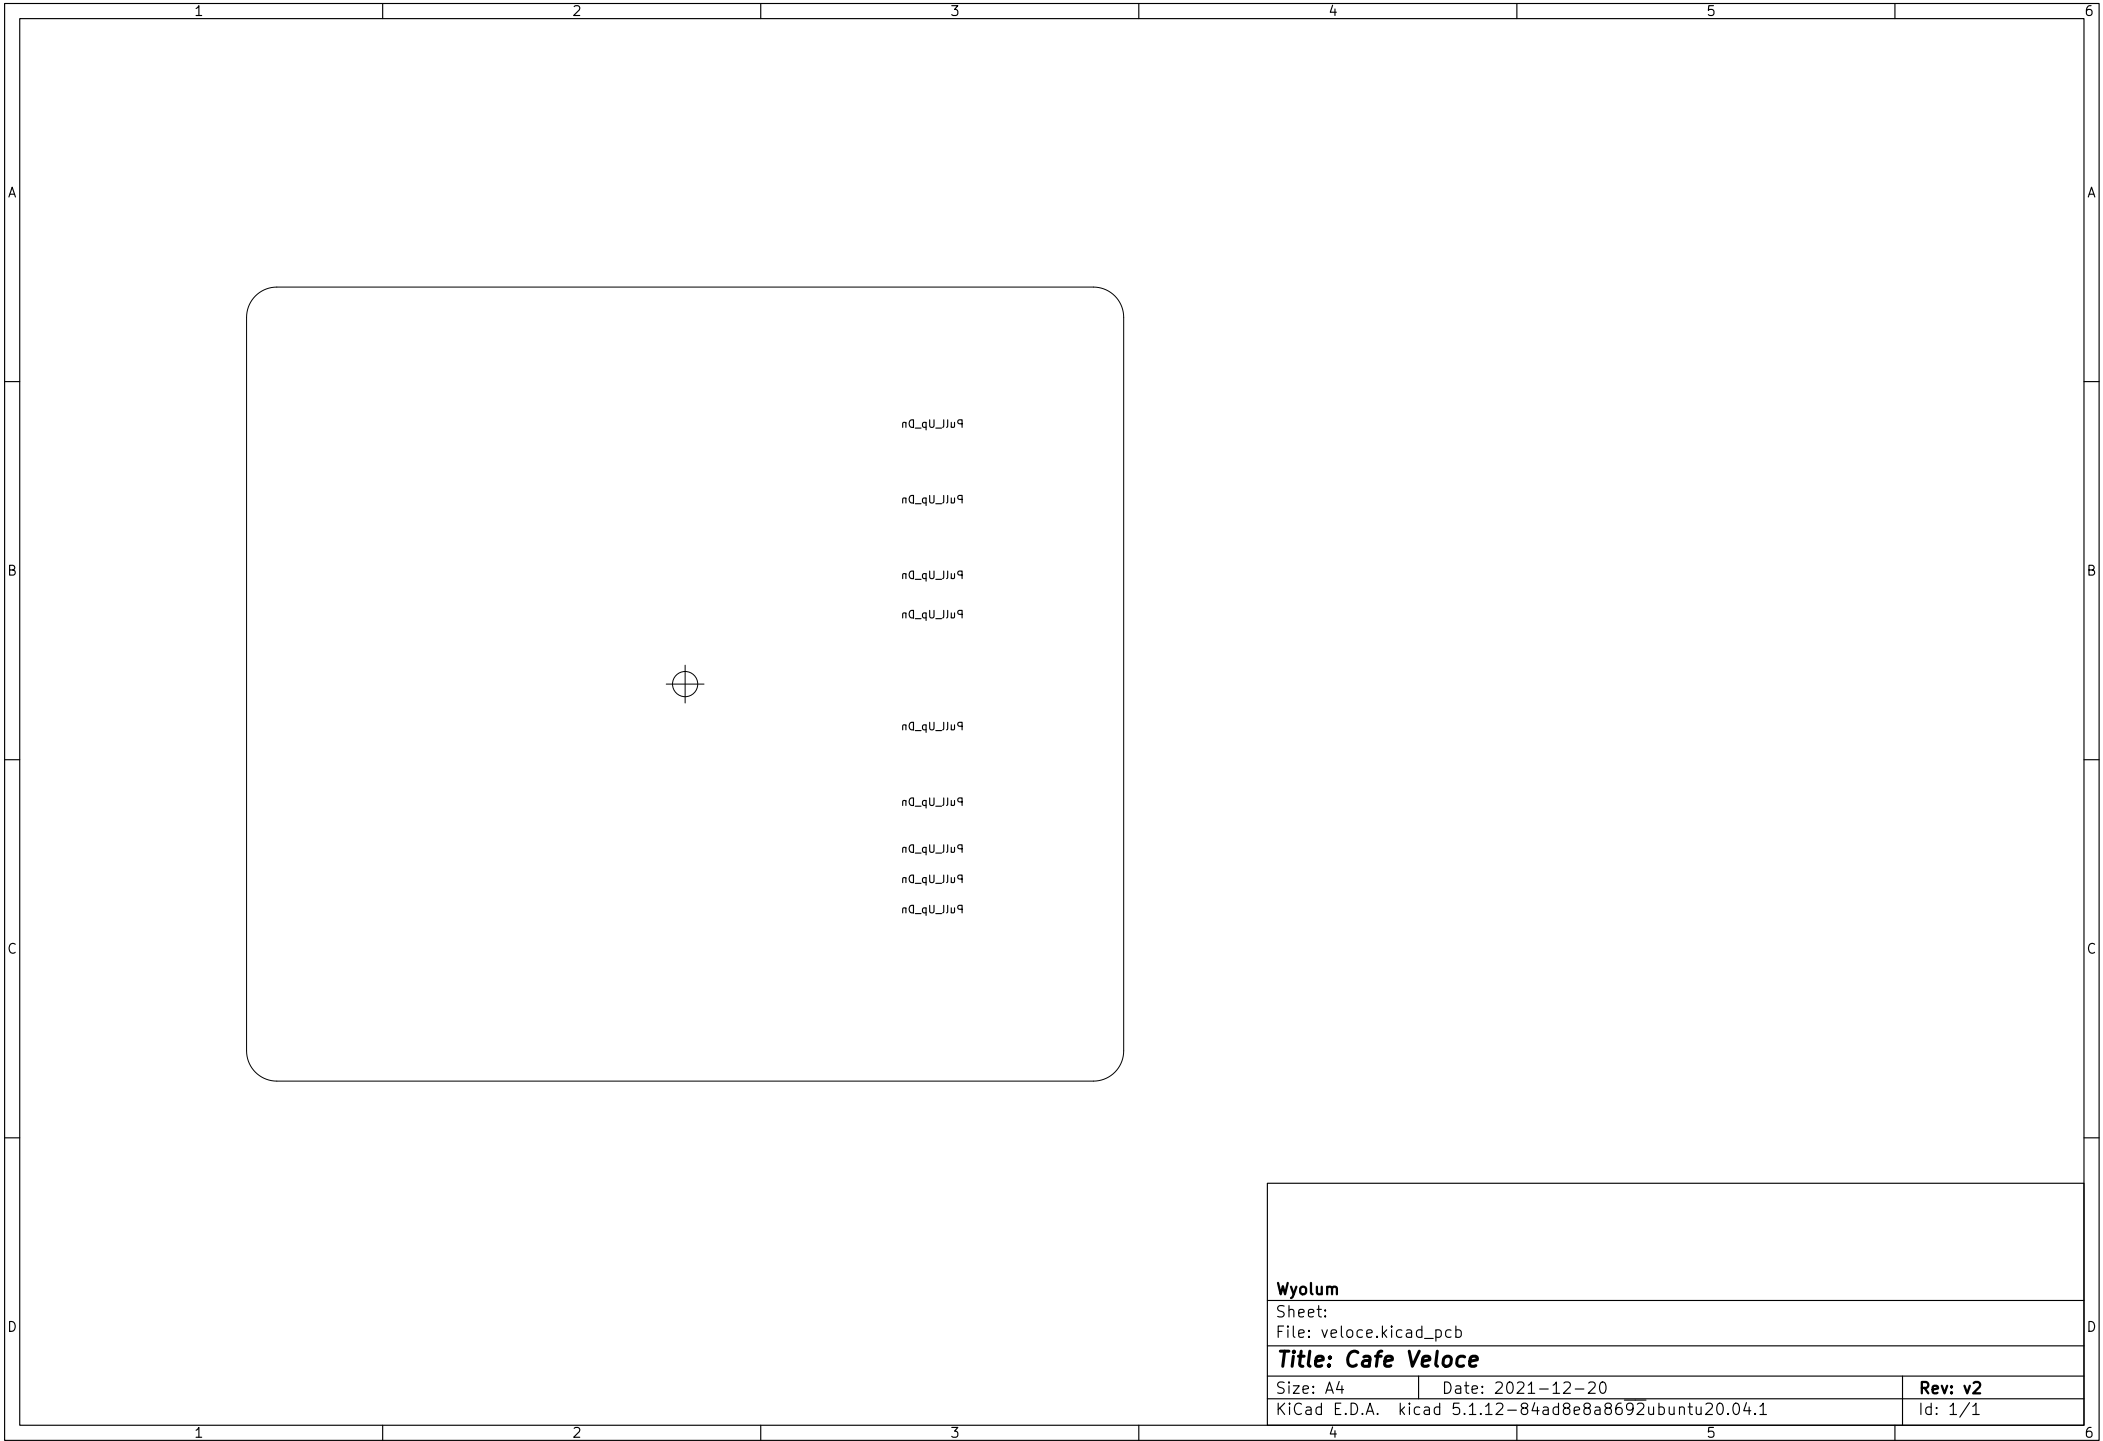 1 2 3 4 5 6
A A
Pull_Up_Dn
Pull_Up_Dn
B B
Pull_Up_Dn
Pull_Up_Dn
Pull_Up_Dn
Pull_Up_Dn
Pull_Up_Dn
Pull_Up_Dn
Pull_Up_Dn
C C
Wyolum
Sheet:
File: veloce.kicad_pcb
D D
Title: Cafe Veloce
Size: A4 Date: 2021-12-20 Rev: v2
KiCad E.D.A. kicad 5.1.12-84ad8e8a8692ubuntu20.04.1 Id: 1/1
1 2 3 4 5 6